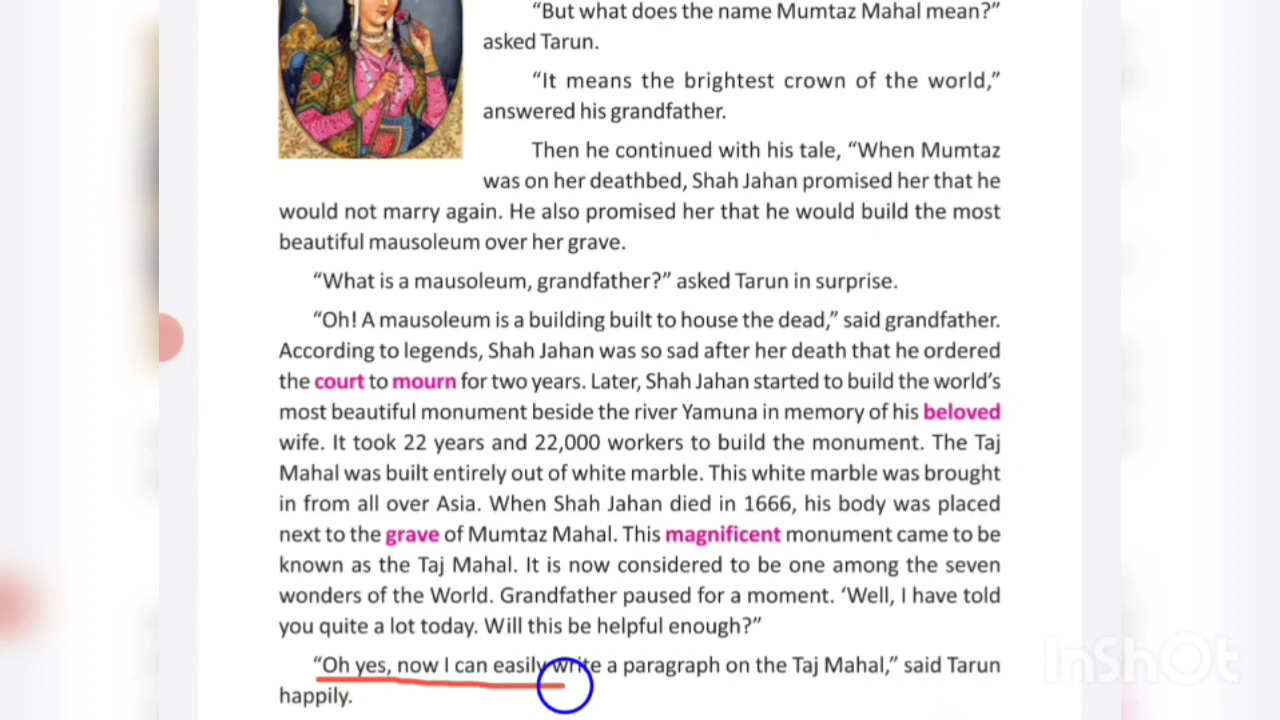 “But what does the name Mumtaz Mahal mean?”
asked Tarun.
“It means the brightest crown of the world,”
answered his grandfather.
Then he continued with his tale, “When Mumtaz
was on her deathbed, Shah Jahan promised her that he
would not marry again. He also promised her that he would build the most
beautiful mausoleum over her grave.
“What is a mausoleum, grandfather?” asked Tarun in surprise.
“Oh! A mausoleum is a building built to house the dead,” said grandfather.
According to legends, Shah Jahan was so sad after her death that he ordered
the court to mourn for two years. Later, Shah Jahan started to build the world’s
most beautiful monument beside the river Yamuna in memory of his beloved
wife. It took 22 years and 22,000 workers to build the monument. The Taj
Mahal was built entirely out of white marble. This white marble was brought
in from all over Asia. When Shah Jahan died in 1666, his body was placed
next to the grave of Mumtaz Mahal. This magnificent monument came to be
known as the Taj Mahal. It is now considered to be one among the seven
wonders of the World. Grandfather paused for a moment. ‘Well, I have told
you quite a lot today. Will this be helpful enough?”
“Oh yes, now I can easily write a paragraph on the Taj Mahal,” said Tarun
happily.
InShOt